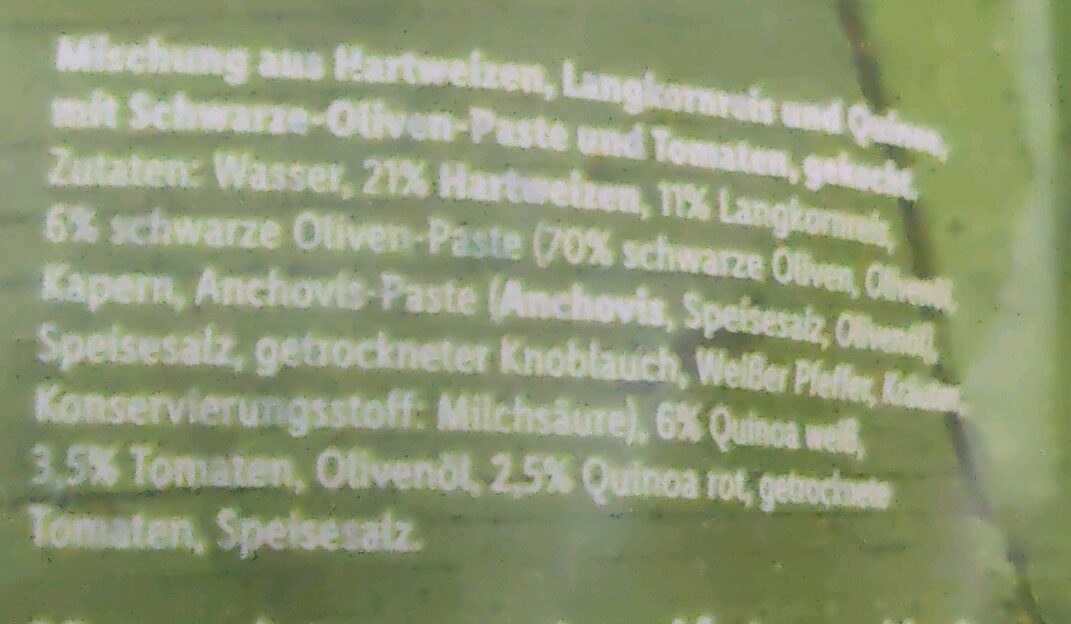 Mischung aus Hartweizen, Langkornreis und Quinoa,
mit Schwarze-Oliven-Paste und Tomaten, gekocht.
Zutaten: Wasser, 21% Hartweizen, 11% Langkornreis,
6% schwarze Oliven-Paste (70% schwarze Oliven, Olivenöl,
Kapern, Anchovis-Paste (Anchovis, Speisesalz, Olivenöl),
Speisesalz, getrockneter Knoblauch, Weißer Pfeffer, Kräuter,
Konservierungsstoff: Milchsäure), 6% Quinoa weiß,
3,5% Tomaten, Olivenöl, 2,5% Quinoa rot, getrocknete
Tomaten, Speisesalz.